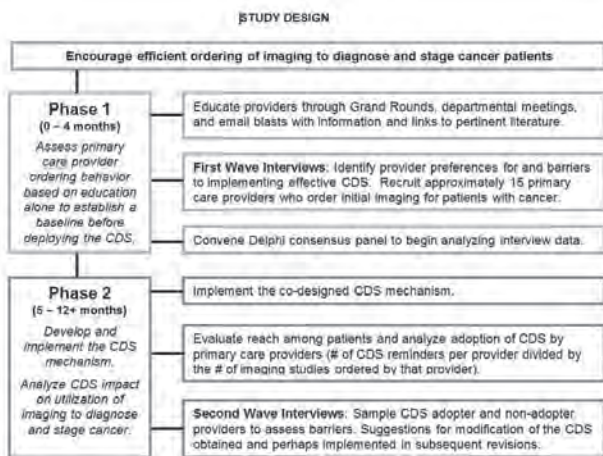 STUDY DESIGN
Encourage efficient ordering of imaging to diagnose and stage cancer patients
Phase 1
(0 – 4 months)
Assess primary
care provider
ordering behavior
based on education
alone to establish a
baseline before
deploying the CDS.
Educate providers through Grand Rounds, departmental meetings,
and email blasts with information and links to pertinent literature.
First Wave Interviews: Identify provider preferences for and barriers
to implementing effective CDS. Recruit approximately 15 primary
care providers who order initial imaging for patients with cancer.
Convene Delphi consensus panel to begin analyzing interview data.
Phase 2
(5 – 12+ months)
Develop and
implement the CDS
mechanism.
Analyze CDS impact
on utilization of
imaging to diagnose
and stage cancer.
Implement the co-designed CDS mechanism.
Evaluate reach among patients and analyze adoption of CDS by
primary care providers (# of CDS reminders per provider divided by
the # of imaging studies ordered by that provider).
Second Wave Interviews: Sample CDS adopter and non-adopter
providers to assess barriers. Suggestions for modification of the CDS
obtained and perhaps implemented in subsequent revisions.